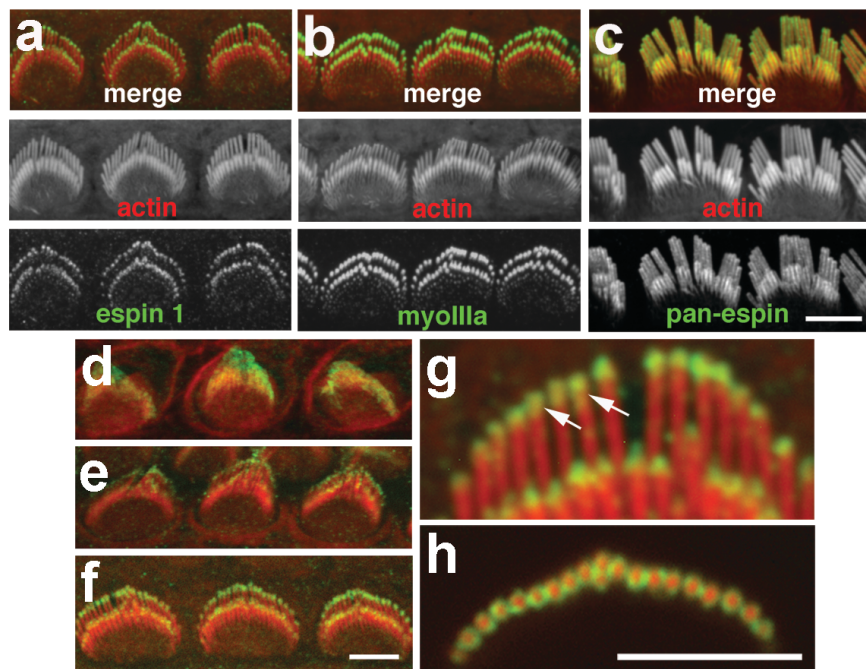 a
b
c
merge
merge
merge
actin
actin
actin
espin 1
myoIIIa
pan-espin
d
e
f
g
h